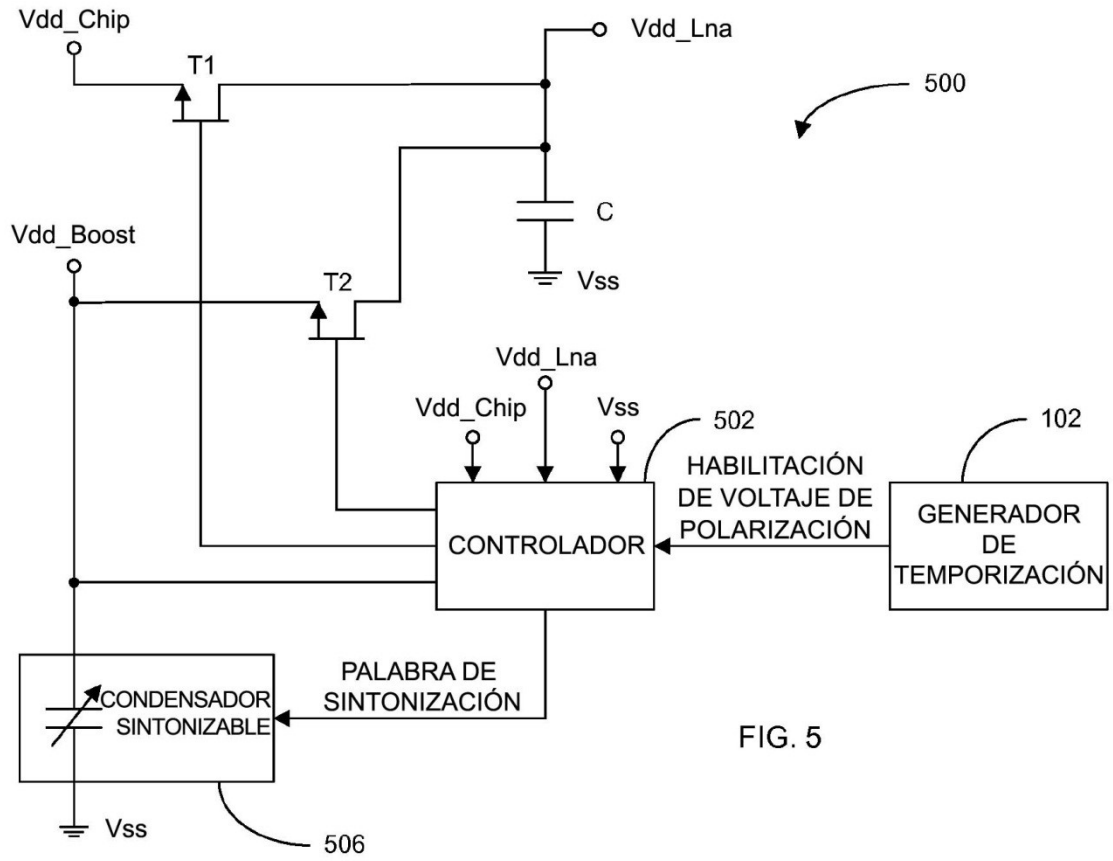 Vdd_Chip
T1
Vdd_Lna
500
C
Vss
Vdd_Boost
T2
Vdd_Lna
Vdd_Chip
Vss
502
102
HABILITACIÓN
DE VOLTAJE DE
POLARIZACIÓN
CONTROLADOR
GENERADOR
DE
TEMPORIZACIÓN
PALABRA DE
SINTONIZACIÓN
CONDENSADOR
SINTONIZABLE
Vss
506
FIG. 5